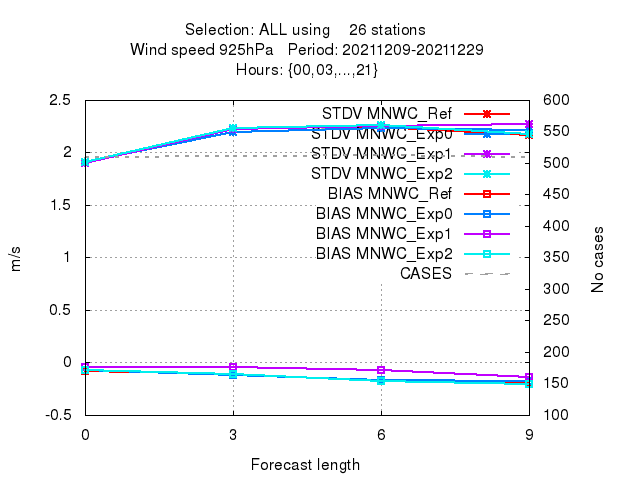 Selection: ALL using 26 stations
Wind speed 925hPa Period: 20211209-20211229
Hours: {00,03,...,21}
2.5
2
1.5
1
0.5
0
-0.5
m/s
600
550
500
450
400
350
300
250
200
150
100
No cases
STDV MNWC_Ref
STDV MNWC_Exp0
STDV MNWC_Exp1
STDV MNWC_Exp2
BIAS MNWC_Ref
BIAS MNWC_Exp0
BIAS MNWC_Exp1
BIAS MNWC_Exp2
CASES
0 3 6 9
Forecast length